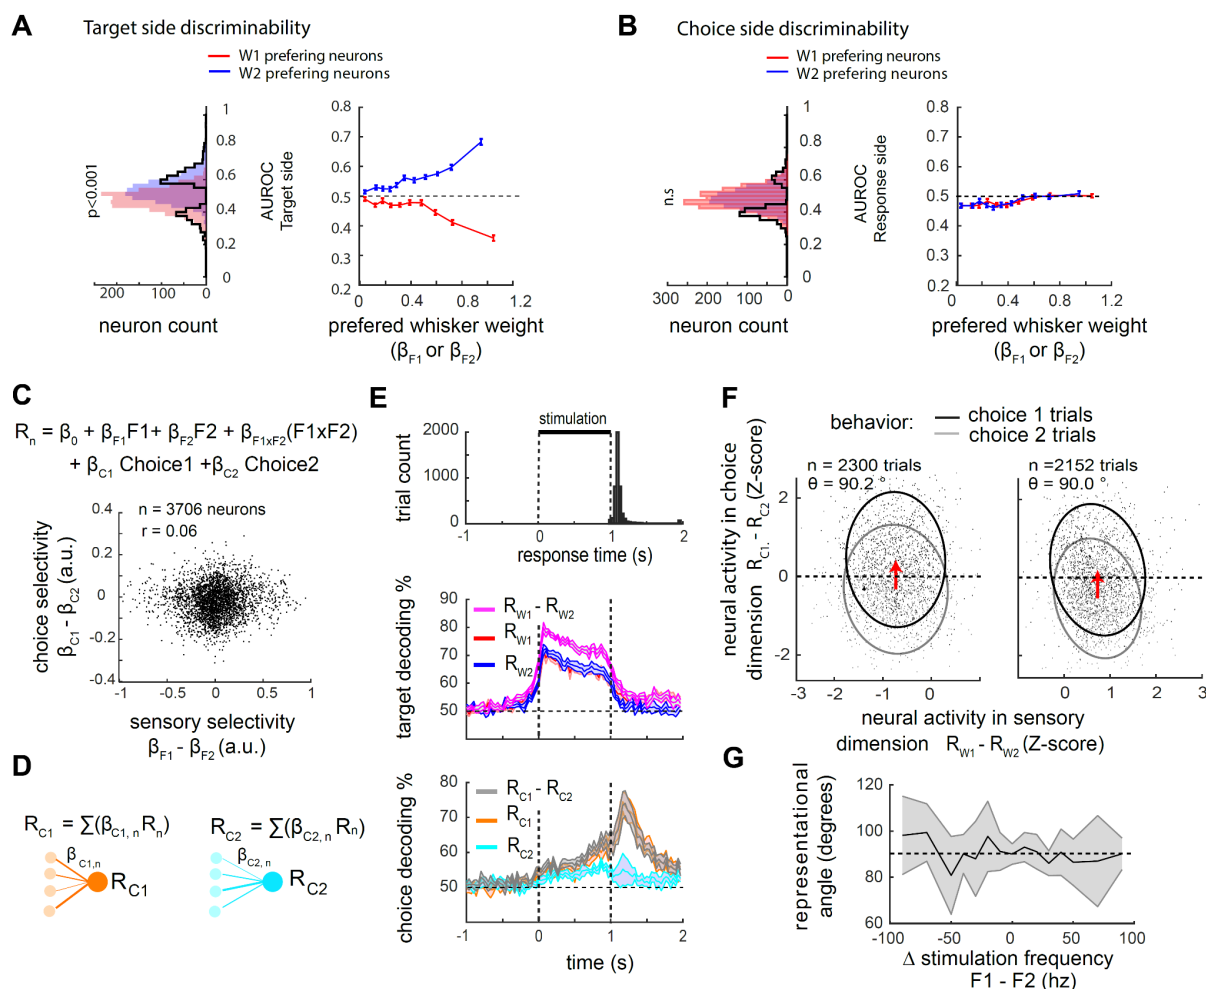 A
Target side discriminability
W1 prefering neurons
W2 prefering neurons
p<0.001
1
0.8
0.6
0.4
0.2
0
AUROC
Target side
200
100
0
neuron count
0.8
0.7
0.6
0.5
0.4
0.3
0.2
0
0.4
0.8
1.2
prefered whisker weight
(βF1 or βF2)
B
Choice side discriminability
W1 prefering neurons
W2 prefering neurons
n.s
1
0.8
0.6
0.4
0.2
0
AUROC
Response side
300
200
100
0
neuron count
0.8
0.7
0.6
0.5
0.4
0.3
0.2
0
0.4
0.8
1.2
prefered whisker weight
(βF1 or βF2)
C
Rn = β0 + βF1F1+ βF2F2 + βF1xF2(F1xF2)
+ βC1 Choice1 +βC2 Choice2
n = 3706 neurons
r = 0.06
choice selectivity
βC1 - βC2 (a.u.)
0.4
0.2
0
-0.2
-0.4
-1
-0.5
0
0.5
1
sensory selectivity
βF1 - βF2 (a.u.)
D
RC1 = ∑(βC1, nRn)
βC1,n
RC1
RC2 = ∑(βC2, n Rn)
βC2, n
RC2
E
stimulation
trial count
2000
1000
0
-1
0
1
2
response time (s)
target decoding %
90
70
50
RW1 - RW2
RW1
RW2
choice decoding %
80
70
60
50
RC1 - RC2
RC1
RC2
-1
0
1
2
time (s)
F
behavior:
choice 1 trials
choice 2 trials
neural activity in choice
dimension RC1 - RC2 (Z-score)
n = 2300 trials
θ = 90.2 °
n =2152 trials
θ = 90.0 °
2
0
-2
-3
-2
0
0
2
3
neural activity in sensory
dimension RW1 - RW2 (Z-score)
G
representational
angle (degrees)
120
100
80
60
-100
-50
0
50
100
Δ stimulation frequency
F1 - F2 (hz)